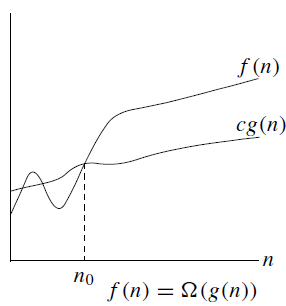 f(n)
cg(n)
n
n₀
f(n) = Ω(g(n))